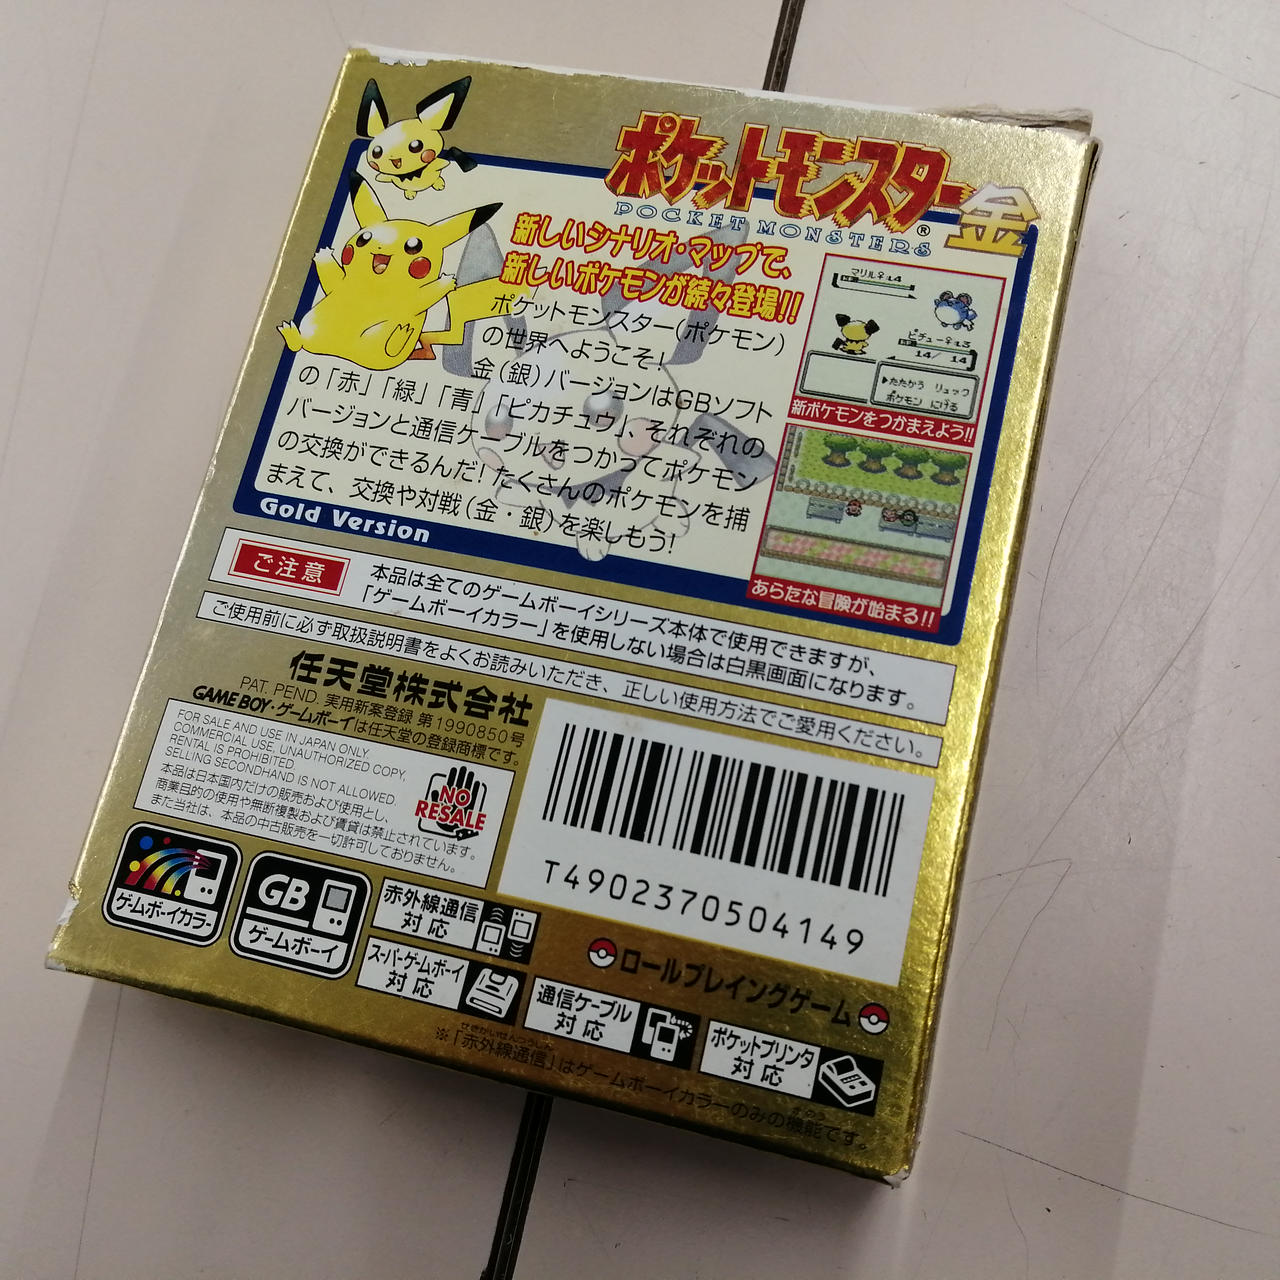 ポケットモンスター金
POCKET MONSTERS®
新しいシナリオ・マップで、
新しいポケモンが続々登場!!
ポケットモンスター(ポケモン)
の世界へようこそ!
金(銀)バージョンはGBソフト
の「赤」「緑」「青」「ピカチュウ」、それぞれの
バージョンと通信ケーブルをつかってポケモン
の交換ができるんだ!たくさんのポケモンを捕
まえて、交換や対戦(金・銀)を楽しもう!
Gold Version
マリル♀ :L4
ピチュー♀ :L3
14/ 14
▶たたかう リュック
ポケモン にげる
新ポケモンをつかまえよう!!
あらたな冒険が始まる!!
ご注意
本品は全てのゲームボーイシリーズ本体で使用できますが、
「ゲームボーイカラー」を使用しない場合は白黒画面になります。
ご使用前に必ず取扱説明書をよくお読みいただき、正しい使用方法でご愛用ください。
任天堂株式会社
PAT. PEND. 実用新案登録 第1990850号
GAME BOY・ゲームボーイは任天堂の登録商標です。
FOR SALE AND USE IN JAPAN ONLY.
COMMERCIAL USE, UNAUTHORIZED COPY,
RENTAL IS PROHIBITED.
SELLING SECONDHAND IS NOT ALLOWED.
本品は日本国内だけの販売および使用とし、
商業目的の使用や無断複製および賃貸は禁止されています。
また当社は、本品の中古販売を一切許可しておりません。
NO
RESALE
T4902370504149
ゲームボーイカラー
GB
ゲームボーイ
赤外線通信
対応
スーパーゲームボーイ
対応
通信ケーブル
対応
ポケットプリンタ
対応
ロールプレイングゲーム
せきがいせんつうしん
※「赤外線通信」はゲームボーイカラーのみの機能です。
きのう